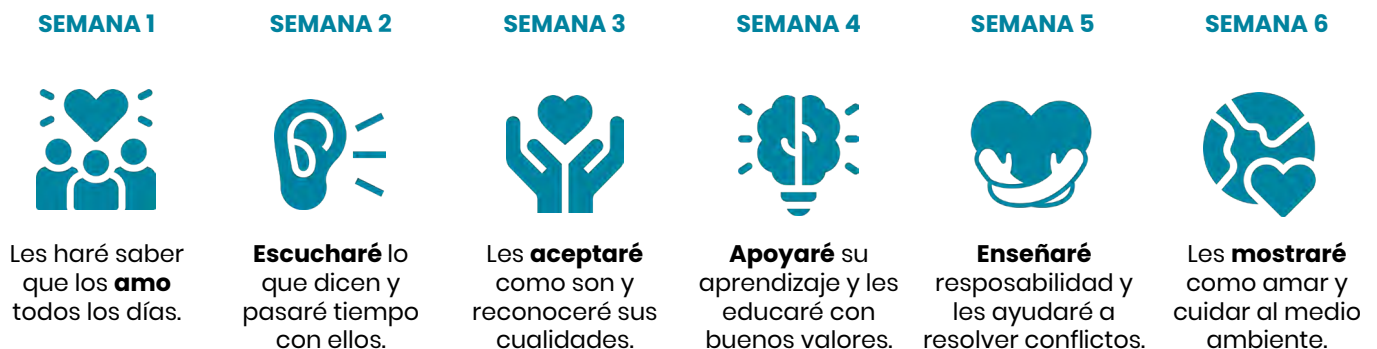 SEMANA 1
Les haré saber
que los amo
todos los días.
SEMANA 2
Escucharé lo
que dicen y
pasaré tiempo
con ellos.
SEMANA 3
Les aceptaré
como son y
reconoceré sus
cualidades.
SEMANA 4
Apoyaré su
aprendizaje y les
educaré con
buenos valores.
SEMANA 5
Enseñaré
resposabilidad y
les ayudaré a
resolver conflictos.
SEMANA 6
Les mostraré
como amar y
cuidar al medio
ambiente.